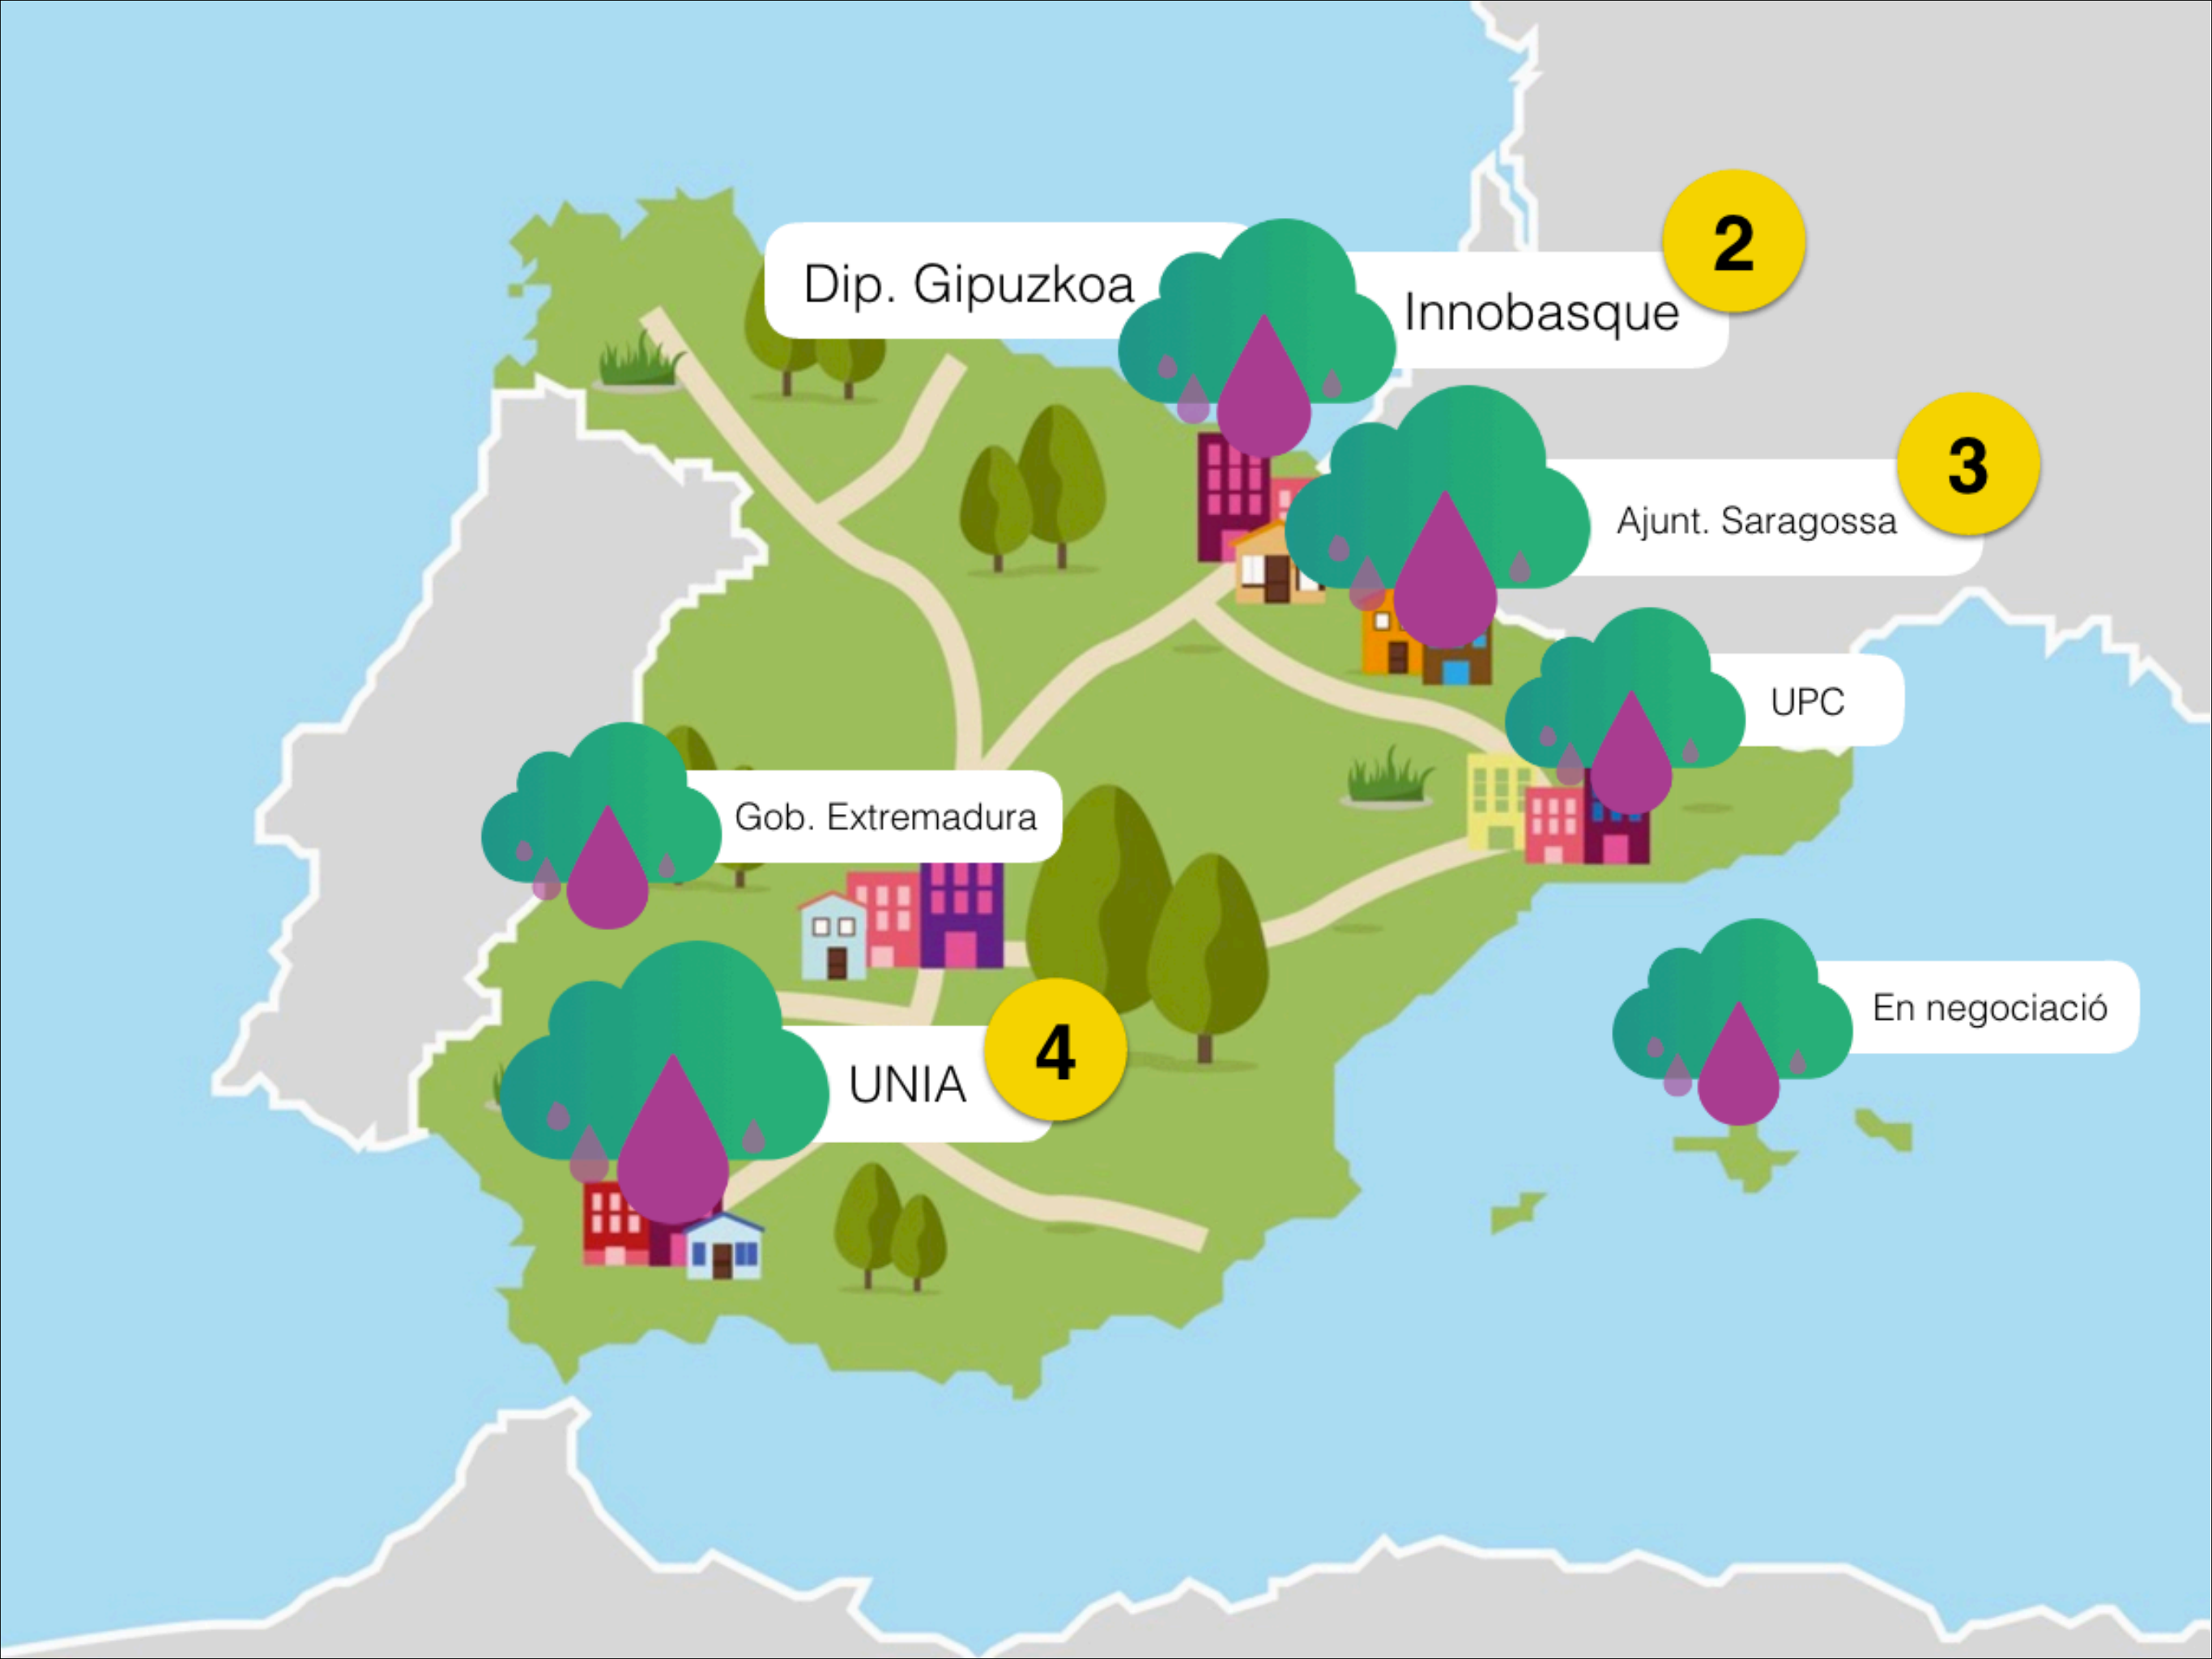 Dip. Gipuzkoa
Innobasque
2
Ajunt. Saragossa
3
UPC
Gob. Extremadura
En negociació
UNIA
4